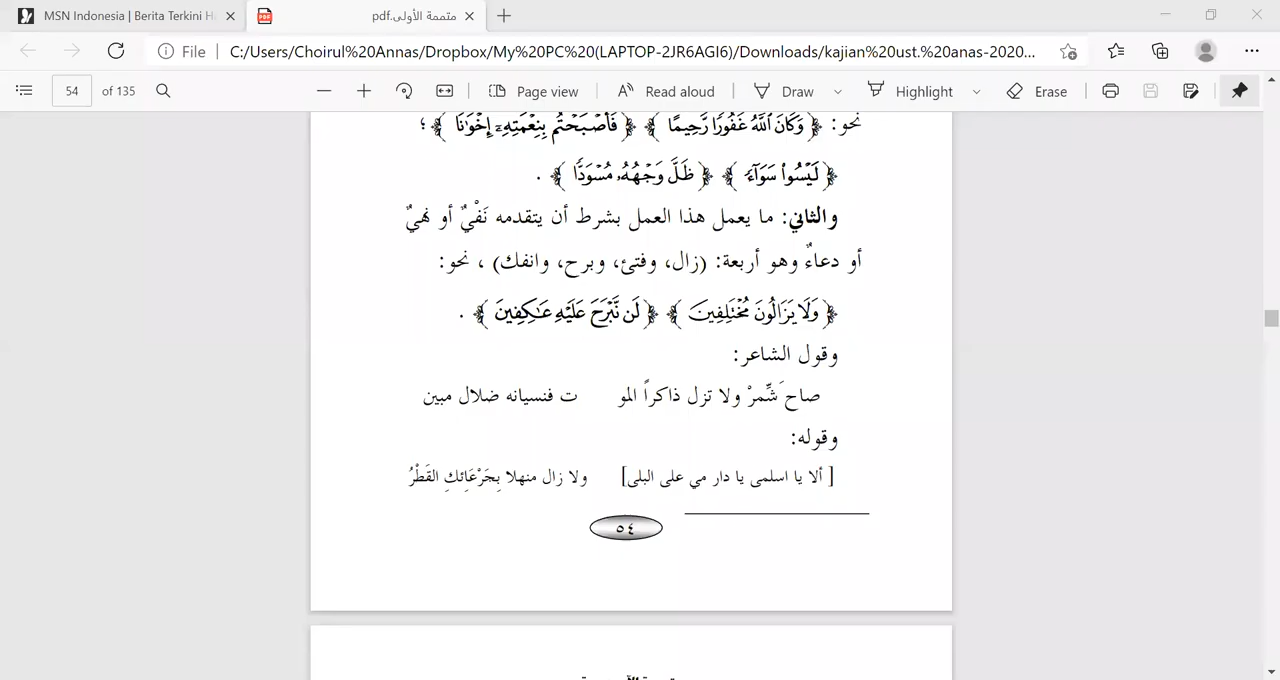 MSN Indonesia | Berita Terkini H
متممة الأولى.pdf
File
C:/Users/Choirul%20Annas/Dropbox/My%20PC%20(LAPTOP-2JR6AGI6)/Downloads/kajian%20ust.%20anas-2020...
54 of 135
Page view
Read aloud
Draw
Highlight
Erase
نحو: ﴿ وَكَانَ ٱللَّهُ غَفُورًا رَّحِيمًا ﴾ ﴿ فَأَصْبَحْتُم بِنِعْمَتِهِۦٓ إِخْوَٰنًا ﴾ ؛
﴿ لَيْسُوا۟ سَوَآءً ﴾ ﴿ ظَلَّ وَجْهُهُۥ مُسْوَدًّا ﴾ .
والثاني: ما يعمل هذا العمل بشرط أن يتقدمه نَفْيٌ أو نهيٌ
أو دعاءٌ وهو أربعة: (زال، وفتئ، وبرح، وانفك) ، نحو:
﴿ وَلَا يَزَالُونَ مُخْتَلِفِينَ ﴾ ﴿ لَن نَّبْرَحَ عَلَيْهِ عَٰكِفِينَ ﴾ .
وقول الشاعر:
صاح َشِّمرْ ولا تزل ذاكراً المو ت فنسيانه ضلال مبين
وقوله:
[ ألا يا اسلمى يا دار مي على البلى] ولا زال منهلا بِجَرْعَائِكِ القَطْرُ
٥٤